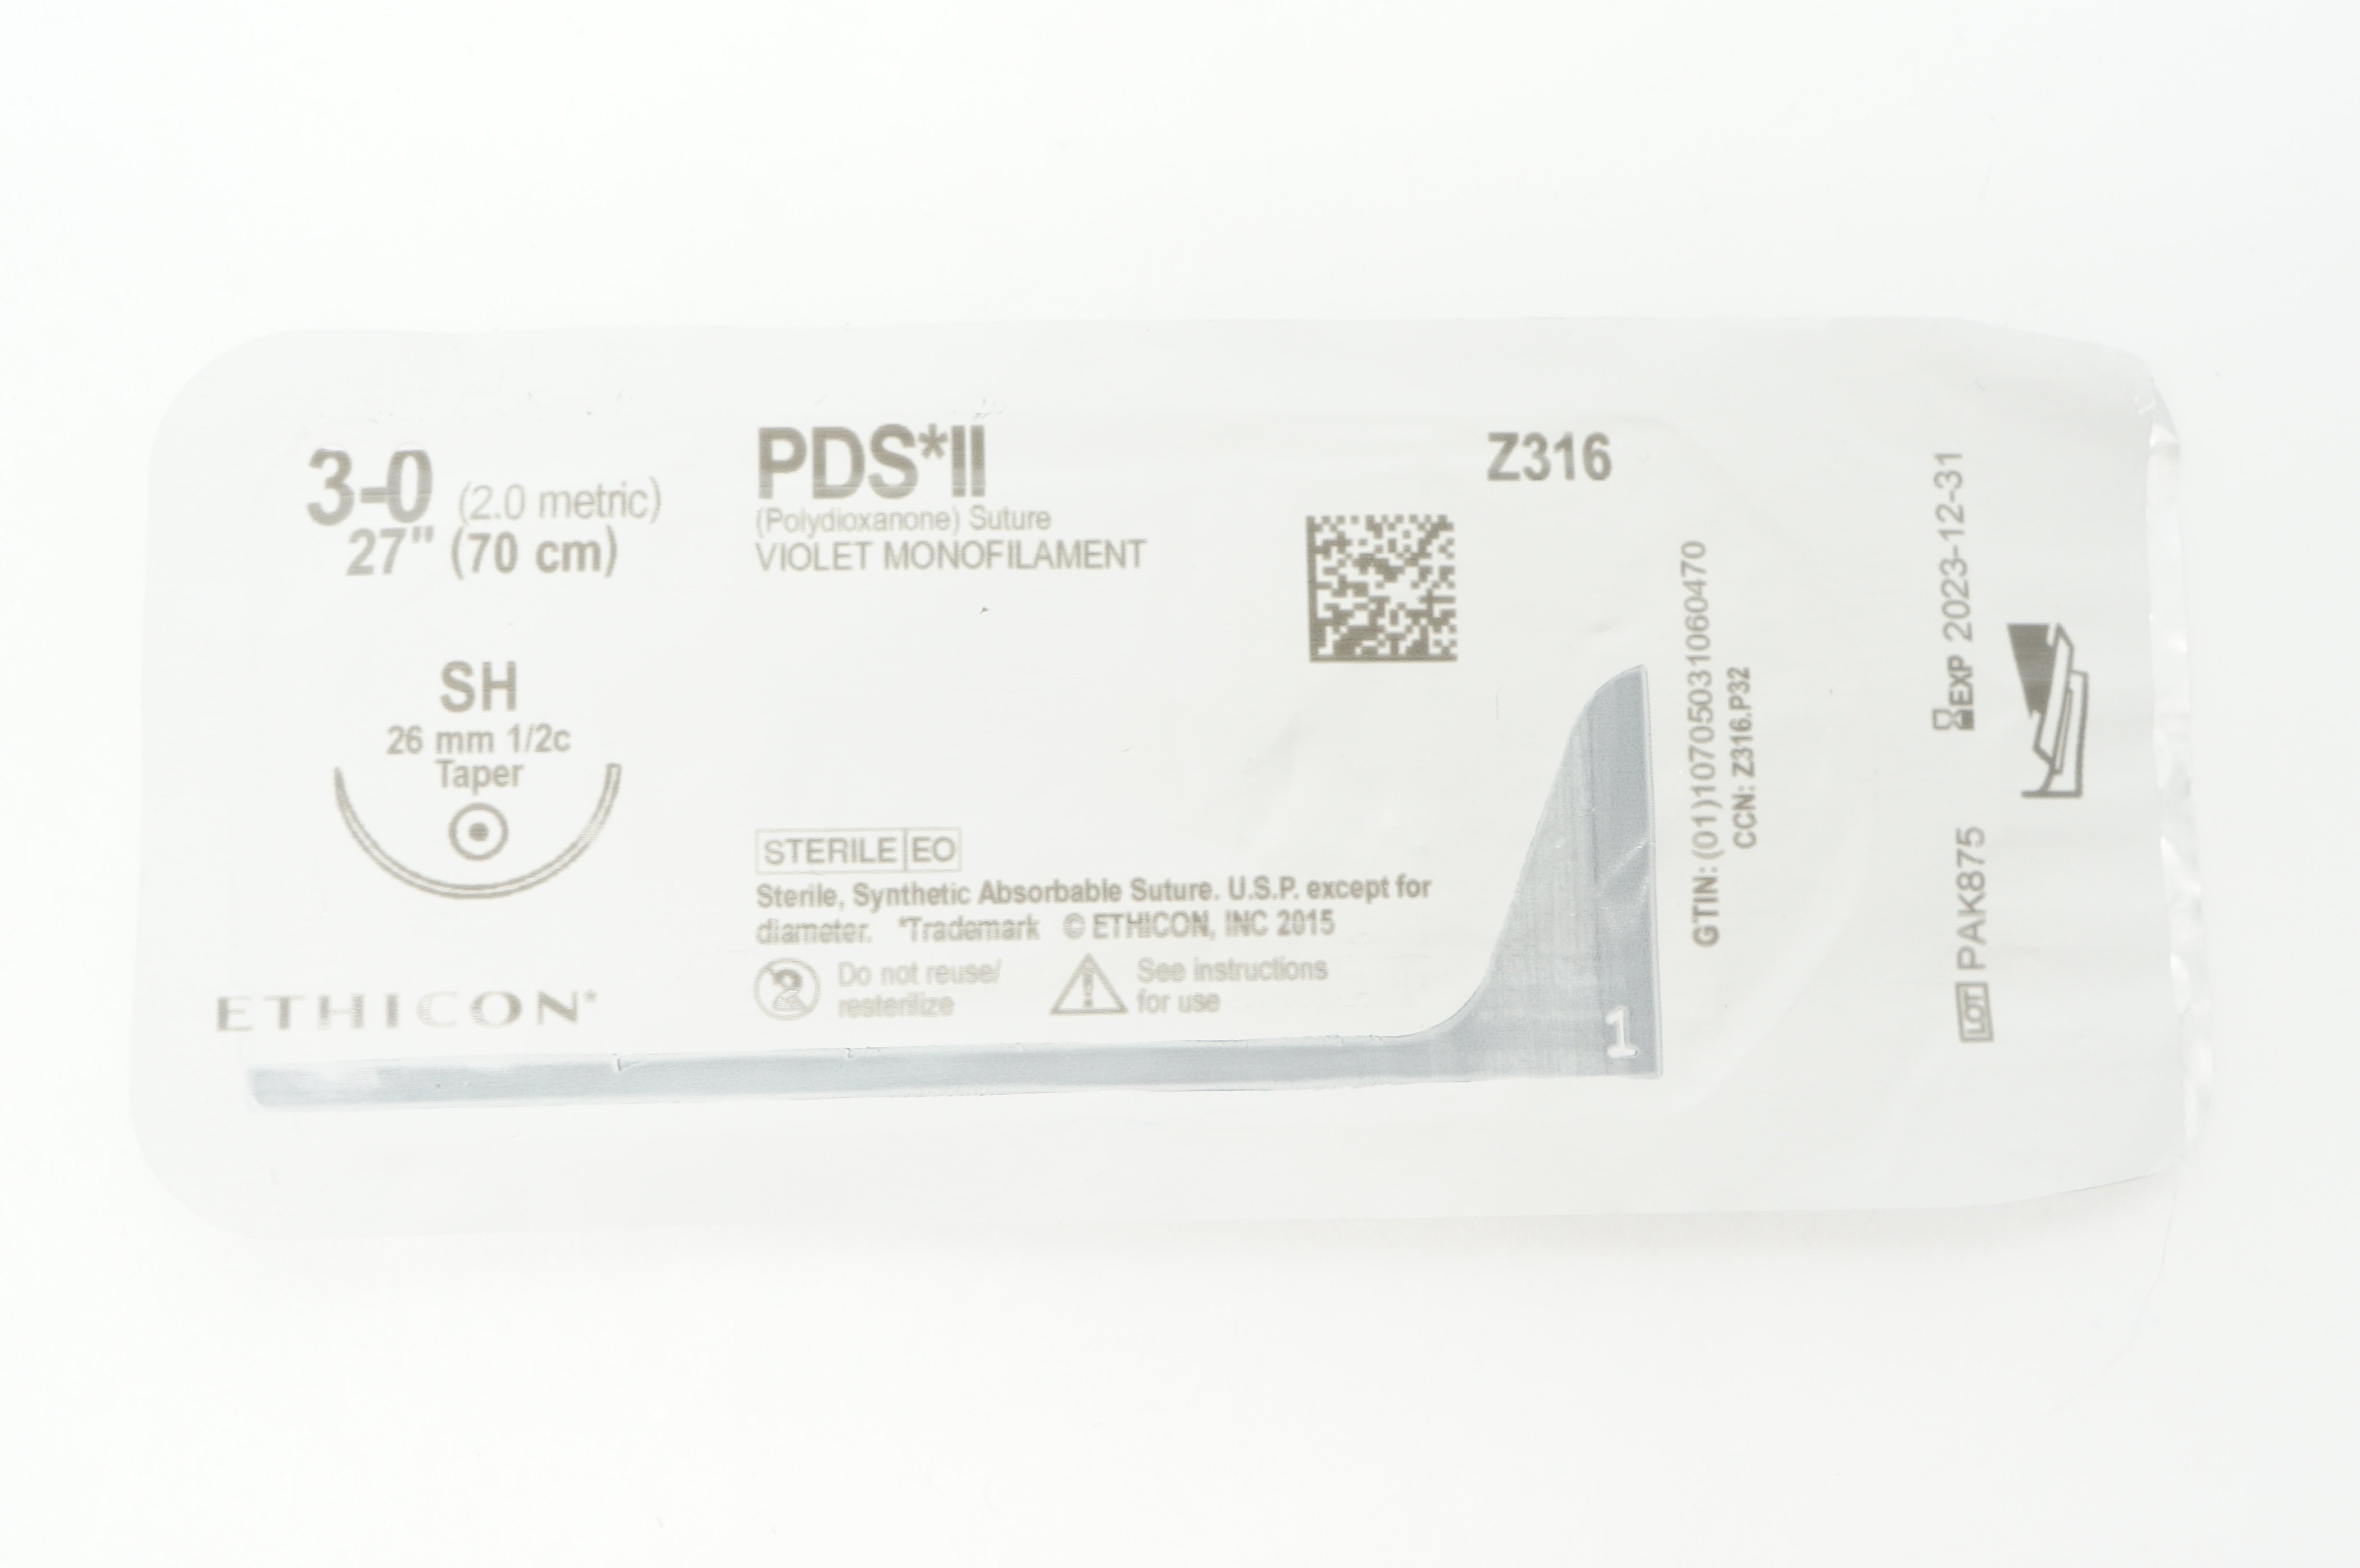 3-0 (2.0 metric)
27" (70 cm)
SH
26 mm 1/2c
Taper
ETHICON*
PDS*II
(Polydioxanone) Suture
VIOLET MONOFILAMENT
STERILE EO
Sterile, Synthetic Absorbable Suture. U.S.P. except for
diameter. *Trademark © ETHICON, INC 2015
Do not reuse/
resterilize
See instructions
for use
Z316
1
GTIN: (01)10705031060470
CCN: Z316.P32
EXP 2023-12-31
LOT PAK875